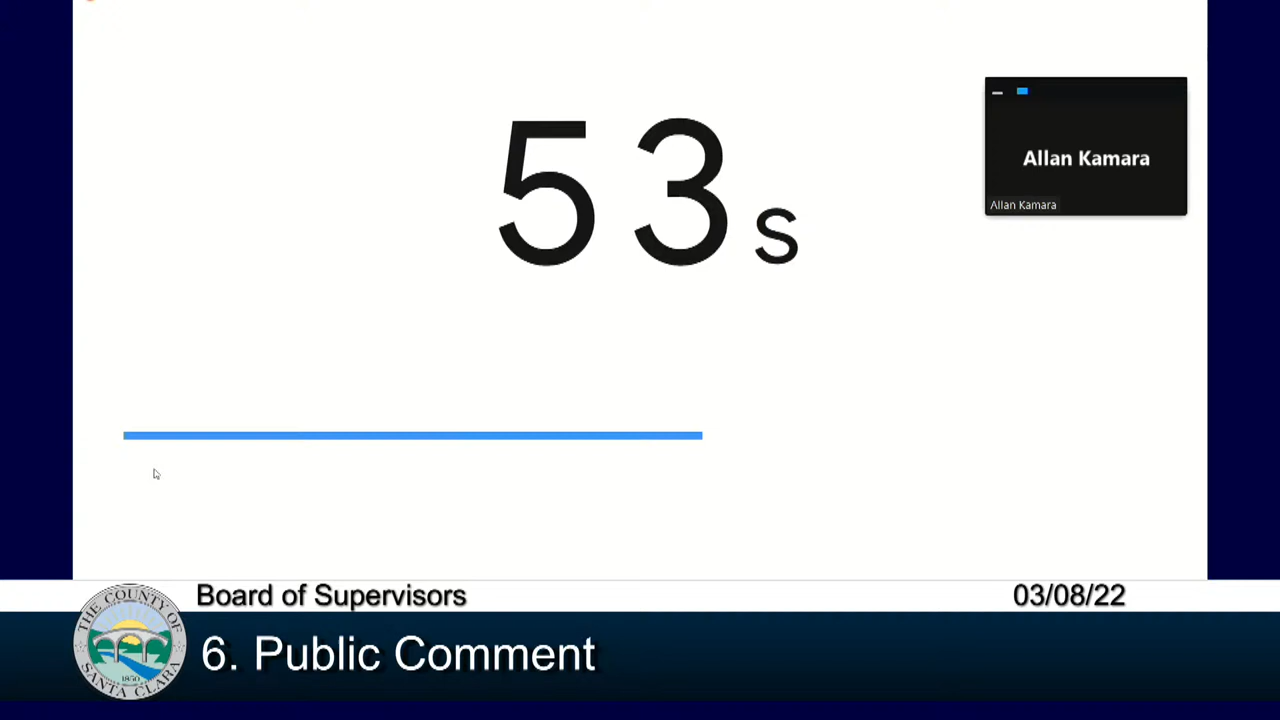 53s
Allan Kamara
Allan Kamara
Board of Supervisors
03/08/22
6. Public Comment
THE COUNTY OF
SANTA CLARA
1850